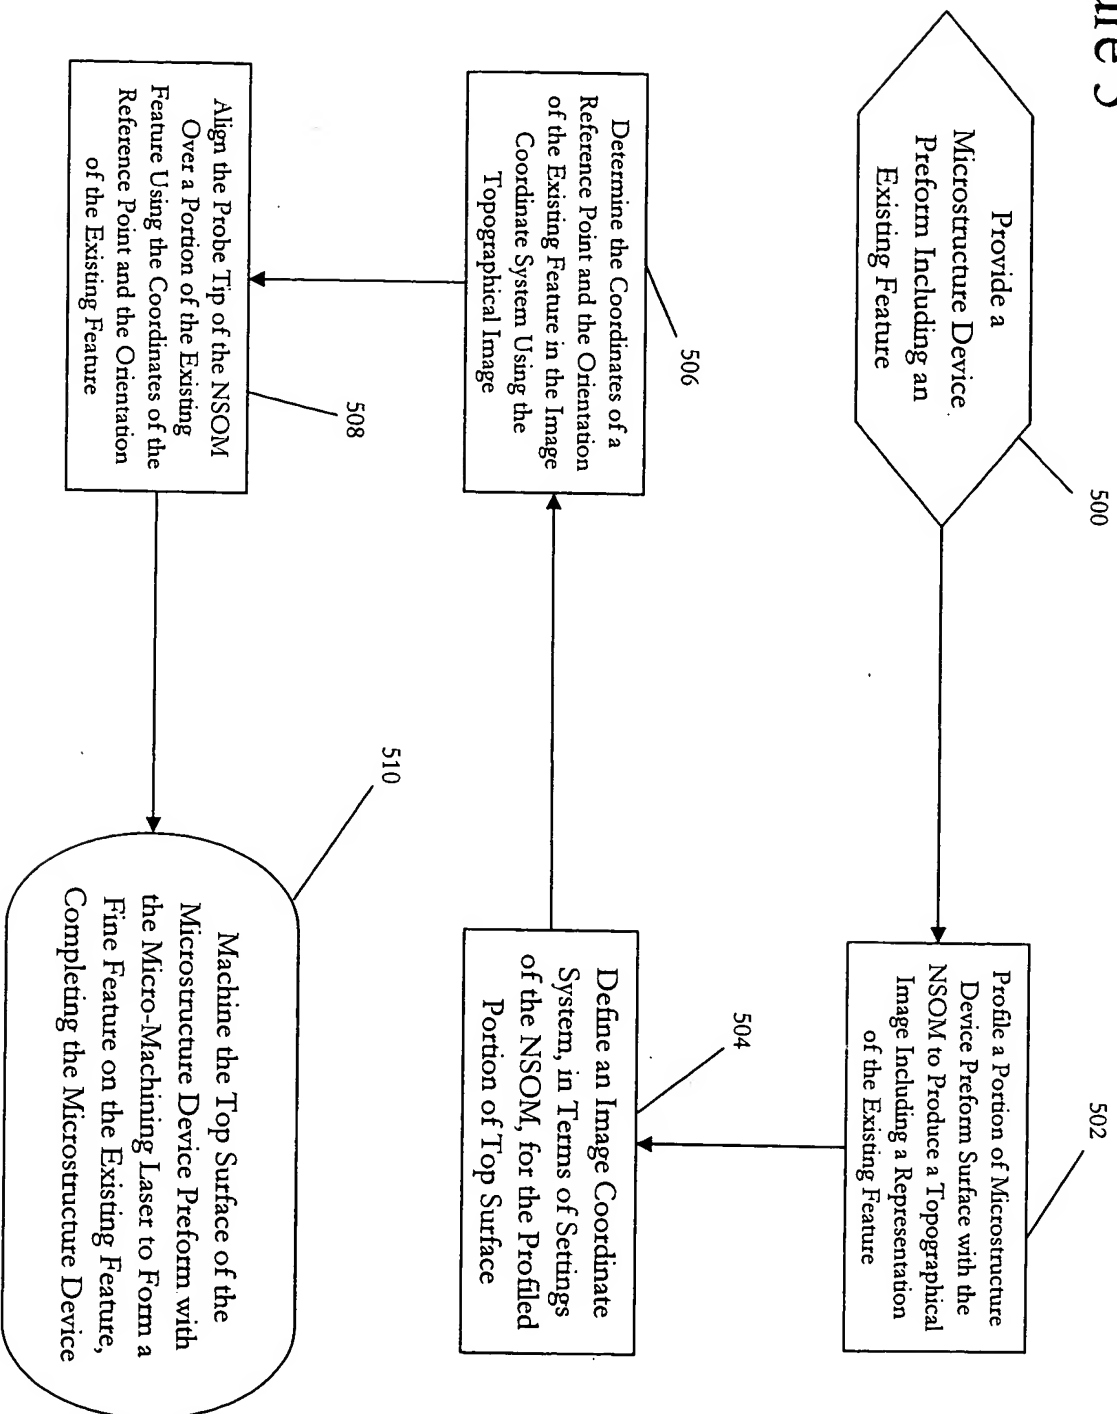 ure 5
Provide a
Microstructure Device
Preform Including an
Existing Feature
500
Profile a Portion of Microstructure
Device Preform Surface with the
NSOM to Produce a Topographical
Image Including a Representation
of the Existing Feature
502
Define an Image Coordinate
System, in Terms of Settings
of the NSOM, for the Profiled
Portion of Top Surface
504
Determine the Coordinates of a
Reference Point and the Orientation
of the Existing Feature in the Image
Coordinate System Using the
Topographical Image
506
Align the Probe Tip of the NSOM
Over a Portion of the Existing
Feature Using the Coordinates of the
Reference Point and the Orientation
of the Existing Feature
508
Machine the Top Surface of the
Microstructure Device Preform with
the Micro-Machining Laser to Form a
Fine Feature on the Existing Feature,
Completing the Microstructure Device
510